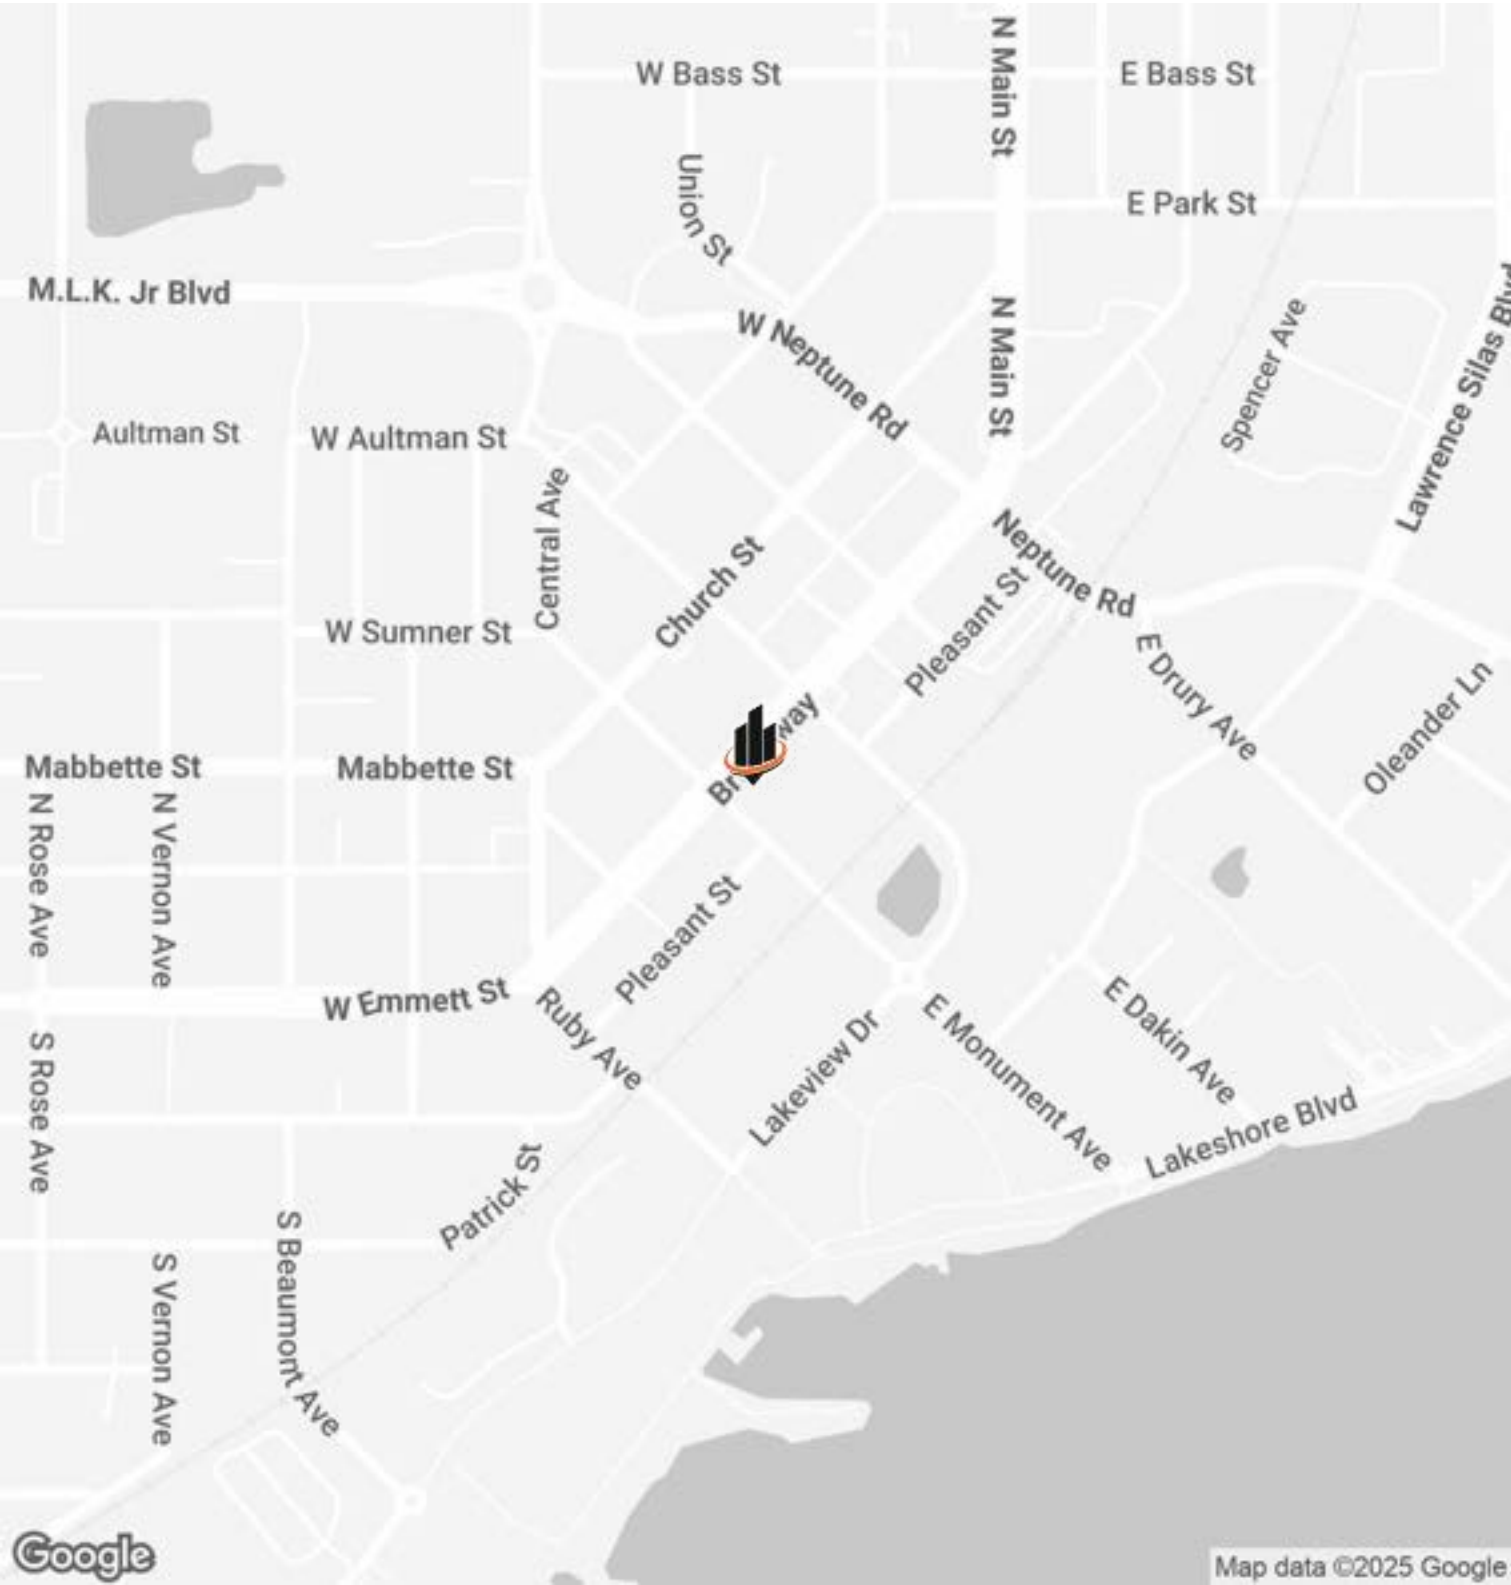 W Bass St
N Main St
E Bass St
Union St
E Park St
M.L.K. Jr Blvd
W Neptune Rd
N Main St
Spencer Ave
Lawrence Silas Blvd
Aultman St
W Aultman St
Central Ave
Church St
Neptune Rd
Pleasant St
W Sumner St
E Drury Ave
Oleander Ln
Mabbette St
Mabbette St
N Rose Ave
N Vernon Ave
Pleasant St
W Emmett St
Ruby Ave
Lakeview Dr
E Monument Ave
E Dakin Ave
Lakeshore Blvd
S Rose Ave
Patrick St
S Beaumont Ave
S Vernon Ave
Google
Map data ©2025 Google